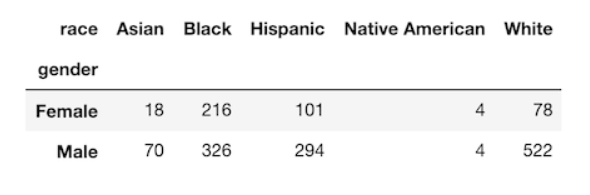 race Asian Black Hispanic Native American White
gender
Female 18 216 101 4 78
Male 70 326 294 4 522